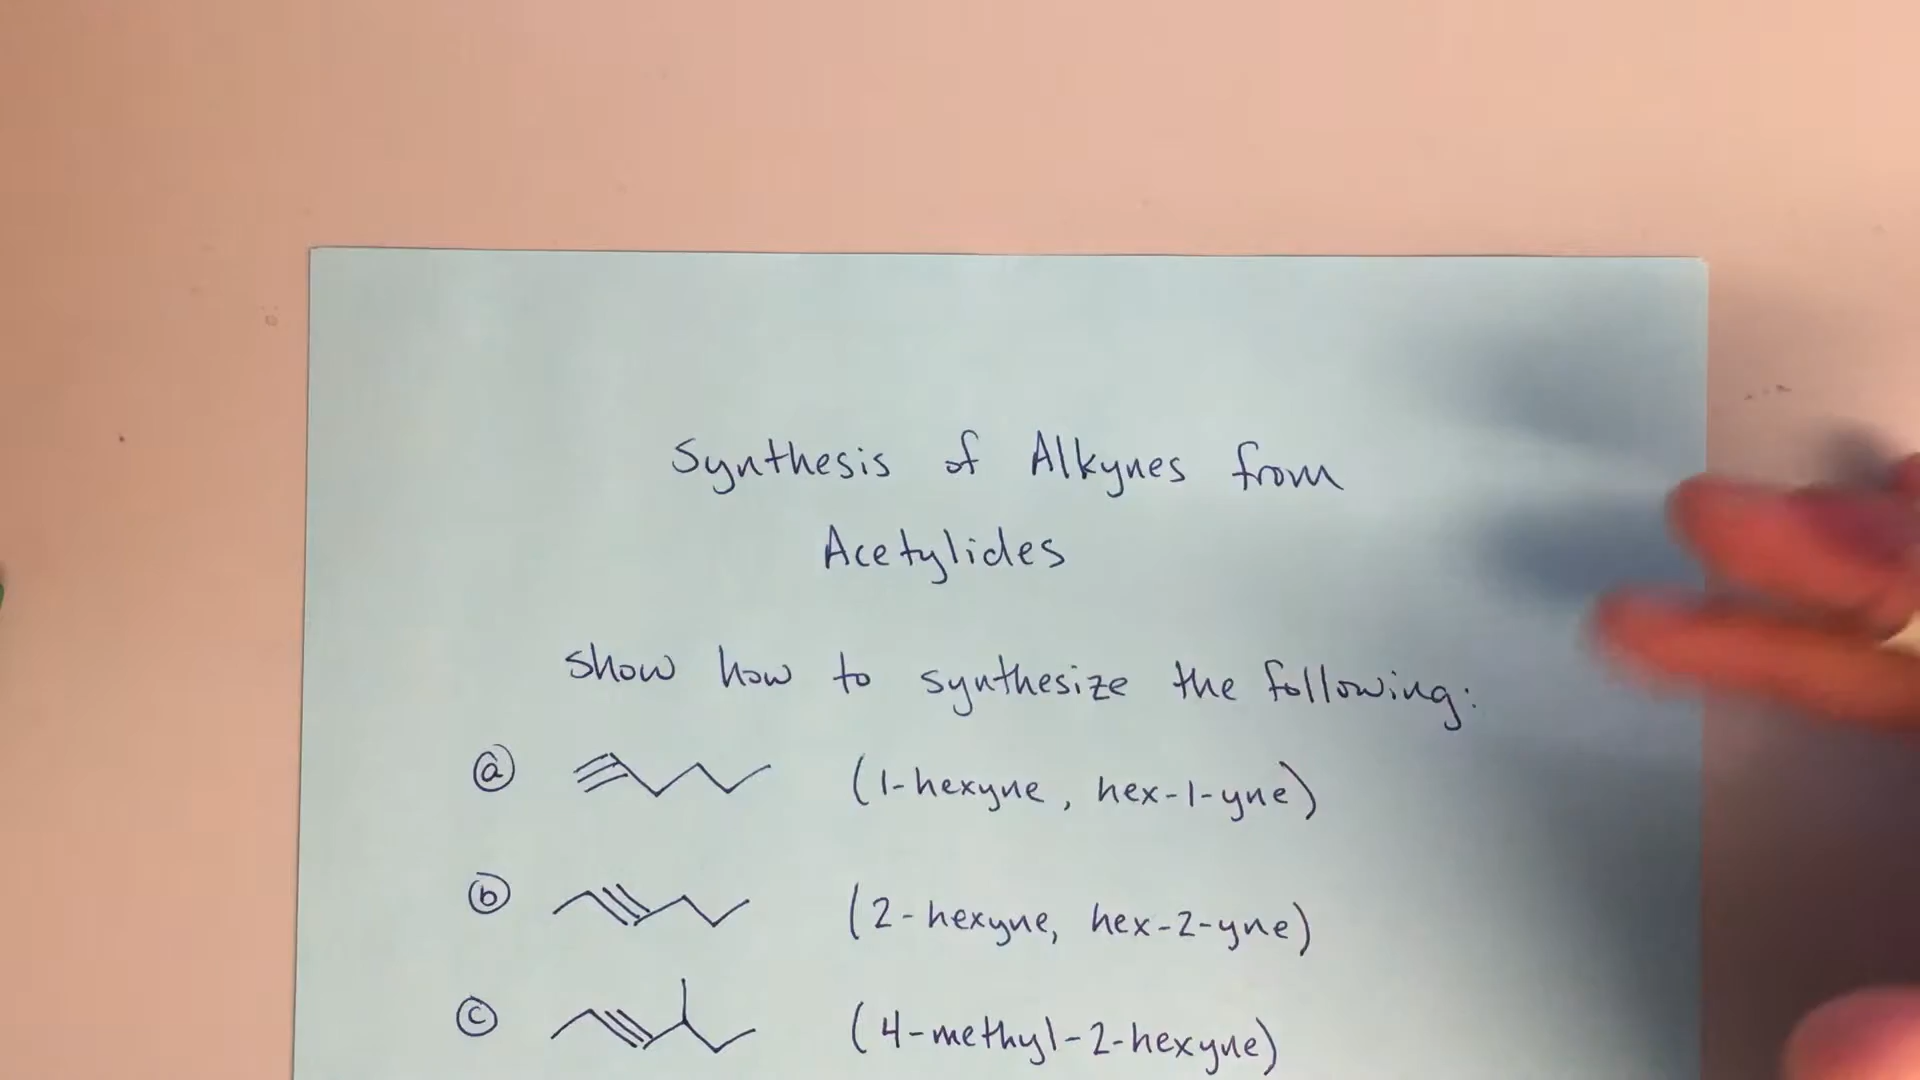 Synthesis of Alkynes from
Acetylides
show how to synthesize the following:
a (1-hexyne, hex-1-yne)
b (2-hexyne, hex-2-yne)
c (4-methyl-2-hexyne)